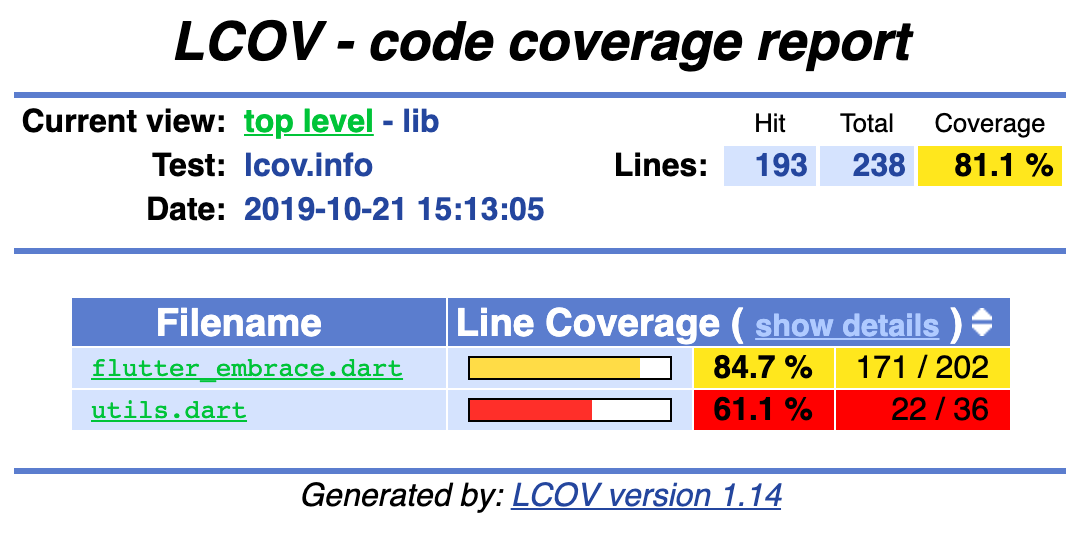 LCOV - code coverage report
Current view: top level - lib
Hit Total Coverage
Test: lcov.info
Lines: 193 238 81.1 %
Date: 2019-10-21 15:13:05
Filename Line Coverage ( show details )
flutter_embrace.dart 84.7 % 171 / 202
utils.dart 61.1 % 22 / 36
Generated by: LCOV version 1.14